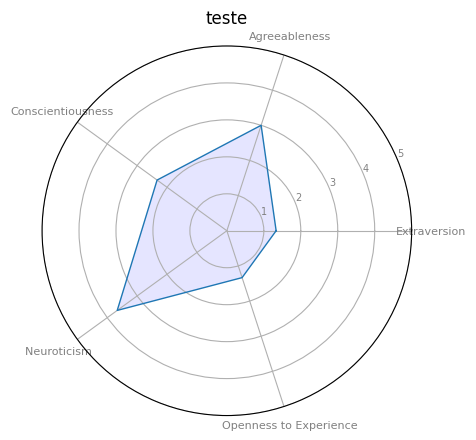 teste
Agreeableness
Conscientiousness
5
4
3
2
1
Extraversion
Neuroticism
Openness to Experience